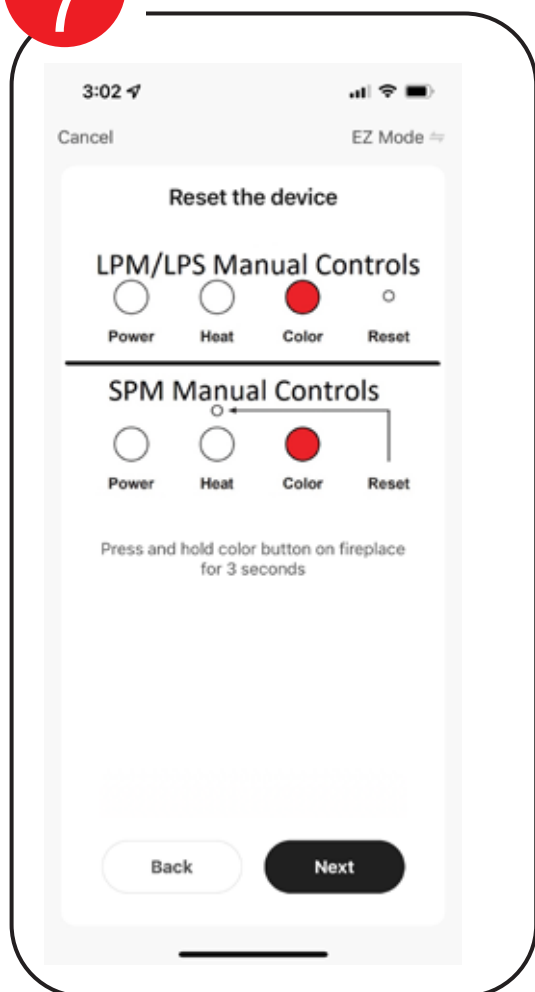 7
3:02
Cancel EZ Mode
Reset the device
LPM/LPS Manual Controls
Power Heat Color Reset
SPM Manual Controls
Power Heat Color Reset
Press and hold color button on fireplace
for 3 seconds
Back Next